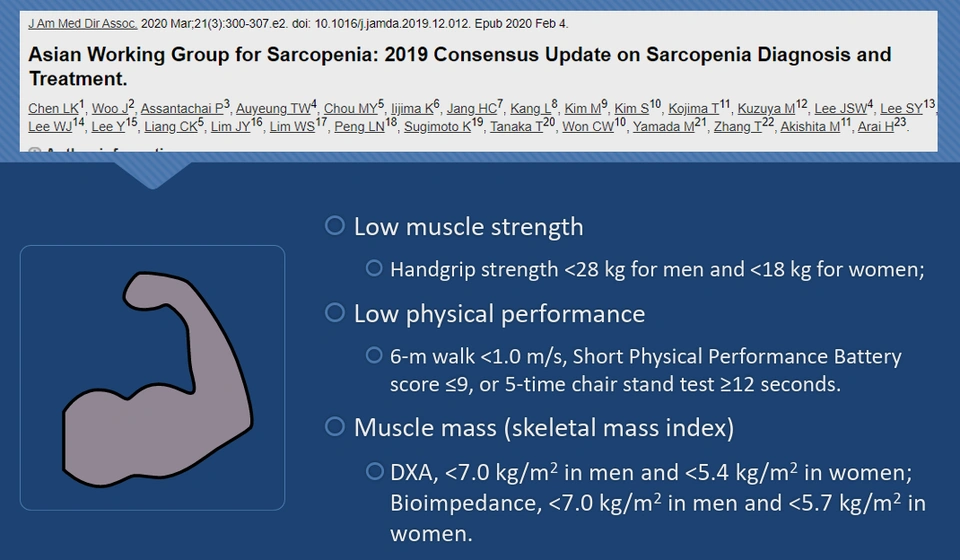 J Am Med Dir Assoc. 2020 Mar;21(3):300-307.e2. doi: 10.1016/j.jamda.2019.12.012. Epub 2020 Feb 4.
Asian Working Group for Sarcopenia: 2019 Consensus Update on Sarcopenia Diagnosis and
Treatment.
Chen LK1, Woo J2, Assantachai P3, Auyeung TW4, Chou MY5, Iijima K6, Jang HC7, Kang L8, Kim M9, Kim S10, Kojima T11, Kuzuya M12, Lee JSW4, Lee SY13,
Lee WJ14, Lee Y15, Liang CK5, Lim JY16, Lim WS17, Peng LN18, Sugimoto K19, Tanaka T20, Won CW10, Yamada M21, Zhang T22, Akishita M11, Arai H23.
Low muscle strength
Handgrip strength <28 kg for men and <18 kg for women;
Low physical performance
6-m walk <1.0 m/s, Short Physical Performance Battery
score ≤9, or 5-time chair stand test ≥12 seconds.
Muscle mass (skeletal mass index)
DXA, <7.0 kg/m² in men and <5.4 kg/m² in women;
Bioimpedance, <7.0 kg/m² in men and <5.7 kg/m² in
women.